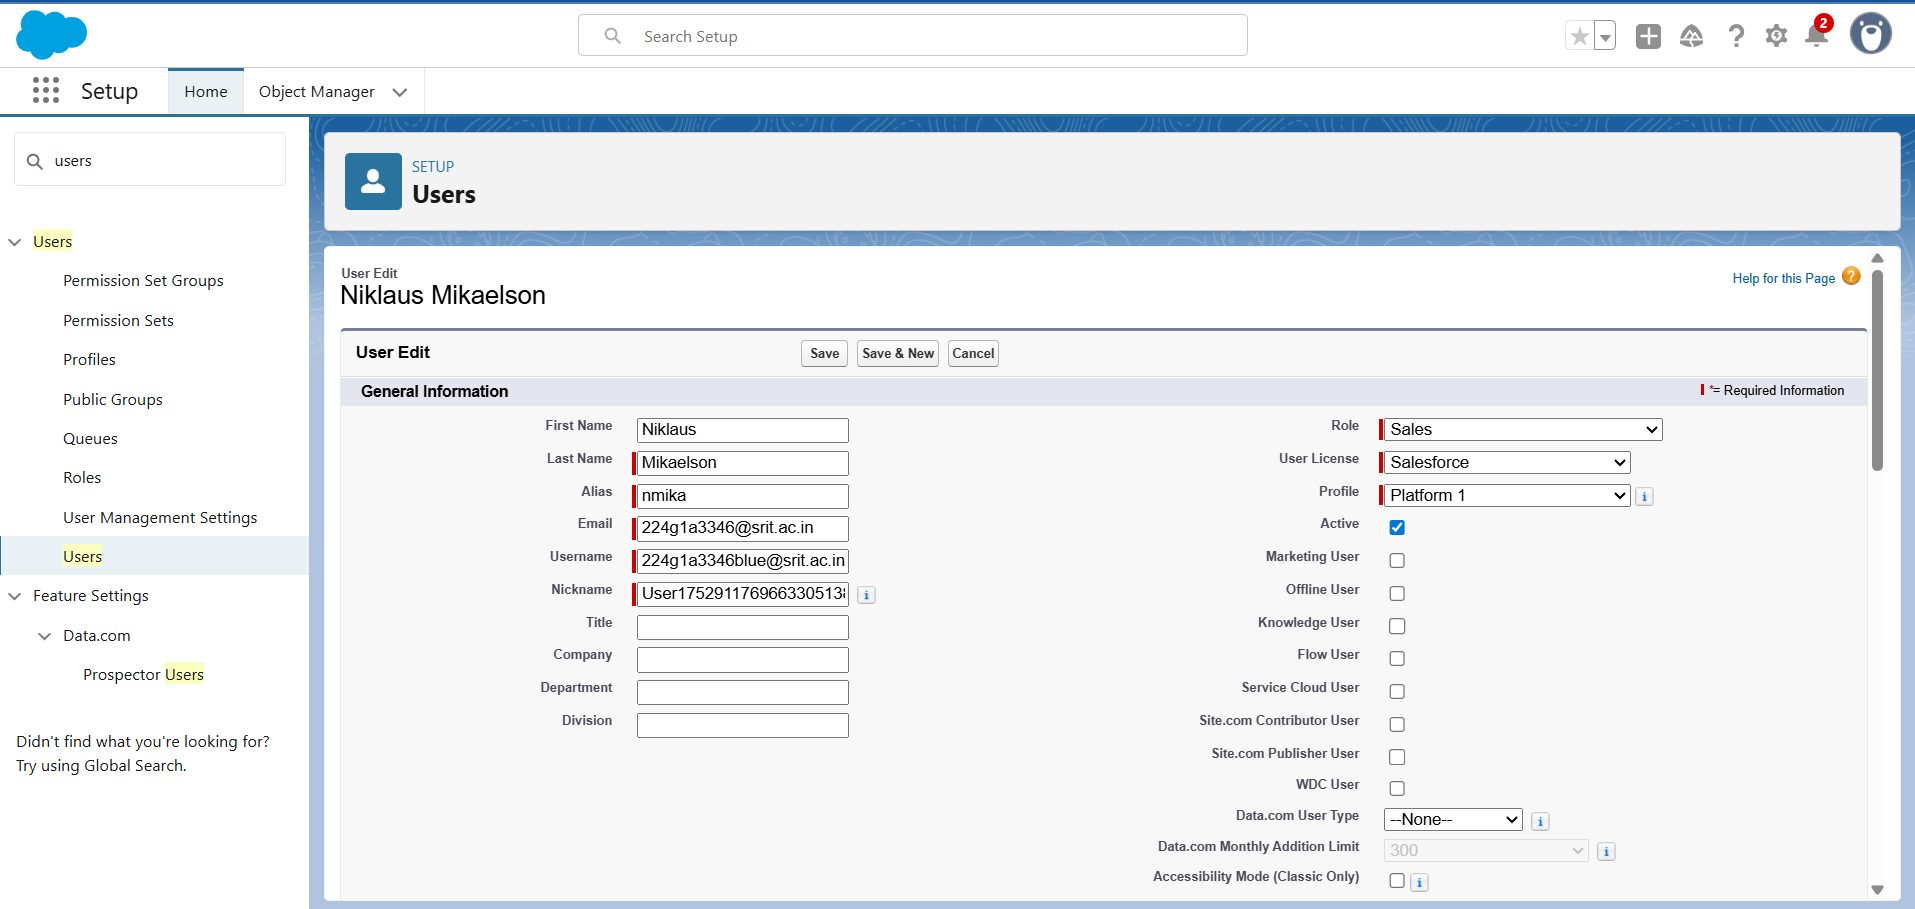 Search Setup
2
Setup
Home
Object Manager
users
Users
Permission Set Groups
Permission Sets
Profiles
Public Groups
Queues
Roles
User Management Settings
Users
Feature Settings
Data.com
Prospector Users
Didn't find what you're looking for?
Try using Global Search.
SETUP
Users
User Edit
Niklaus Mikaelson
Help for this Page
User Edit
Save
Save & New
Cancel
General Information
*= Required Information
First Name Niklaus
Last Name Mikaelson
Alias nmika
Email 224g1a3346@srit.ac.in
Username 224g1a3346blue@srit.ac.in
Nickname
Title
Company
Department
Division
Role Sales
User License Salesforce
Profile Platform 1
Active
Marketing User
Offline User
Knowledge User
Flow User
Service Cloud User
Site.com Contributor User
Site.com Publisher User
WDC User
Data.com User Type --None--
Data.com Monthly Addition Limit 300
Accessibility Mode (Classic Only)